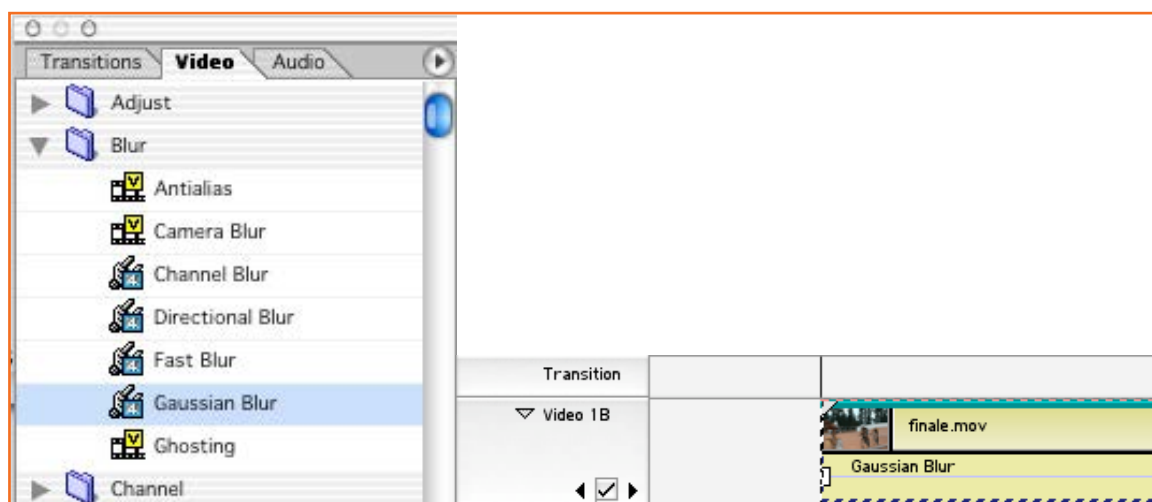 Transitions Video Audio
Adjust
Blur
Antialias
Camera Blur
Channel Blur
Directional Blur
Fast Blur
Gaussian Blur
Ghosting
Channel
Transition
Video 1B
finale.mov
Gaussian Blur